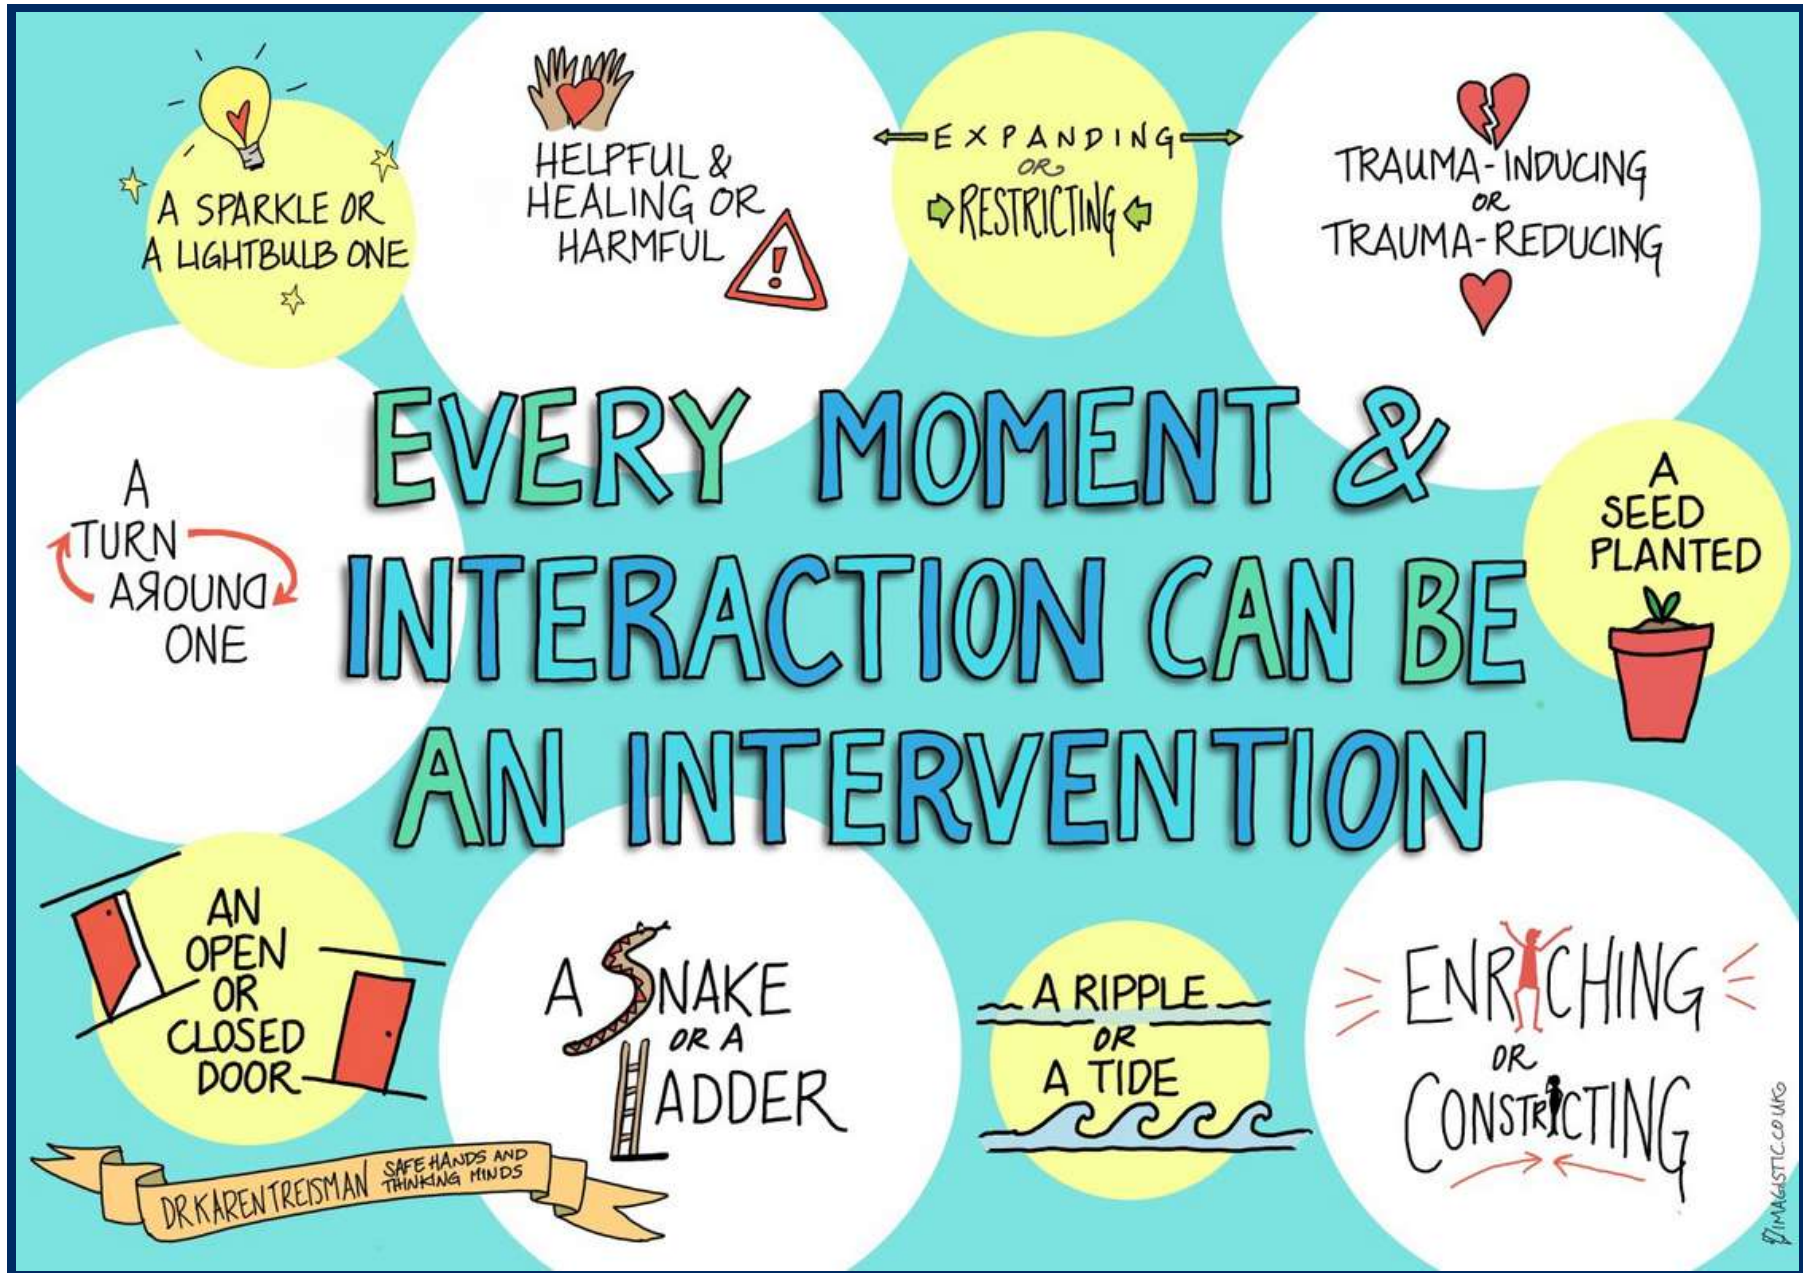 A SPARKLE OR
A LIGHTBULB ONE
HELPFUL &
HEALING OR
HARMFUL
!
EXPANDING
OR
RESTRICTING
TRAUMA-INDUCING
OR
TRAUMA-REDUCING
EVERY MOMENT &
INTERACTION CAN BE
AN INTERVENTION
A
TURN
AROUND
ONE
A
SEED
PLANTED
AN
OPEN
OR
CLOSED
DOOR
A SNAKE
OR A
LADDER
A RIPPLE
OR
A TIDE
ENRICHING
OR
CONSTRICTING
DR KAREN TREISMAN SAFE HANDS AND
THINKING MINDS
IMAGISTIC.CO.UK